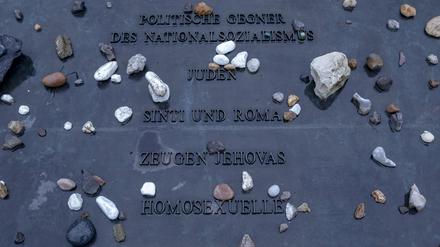 POLITISCHE GEGNER
DES NATIONALSOZIALISMUS
JUDEN
SINTI UND ROMA
ZEUGEN JEHOVAS
HOMOSEXUELLE